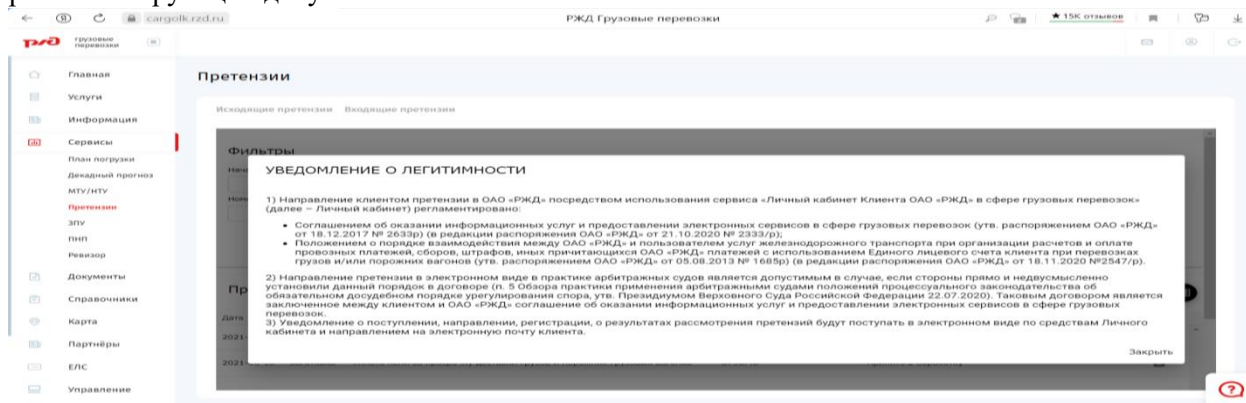 cargolk.rzd.ru
РЖД Грузовые перевозки
★ 15K отзывов
ржд
грузовые
перевозки
Главная
Услуги
Информация
Сервисы
План погрузки
Декадный прогноз
МТУ/НТУ
Претензии
ЗПУ
ПНП
Ревизор
Документы
Справочники
Карта
Партнёры
ЕЛС
Управление
Претензии
Исходящие претензии Входящие претензии
Фильтры
УВЕДОМЛЕНИЕ О ЛЕГИТИМНОСТИ
1) Направление клиентом претензии в ОАО «РЖД» посредством использования сервиса «Личный кабинет Клиента ОАО «РЖД» в сфере грузовых перевозок»
(далее – Личный кабинет) регламентировано:
• Соглашением об оказании информационных услуг и предоставлении электронных сервисов в сфере грузовых перевозок (утв. распоряжением ОАО «РЖД»
от 18.12.2017 № 2633р) (в редакции распоряжения ОАО «РЖД» от 21.10.2020 № 2333/р);
• Положением о порядке взаимодействия между ОАО «РЖД» и пользователем услуг железнодорожного транспорта при организации расчетов и оплате
провозных платежей, сборов, штрафов, иных причитающихся ОАО «РЖД» платежей с использованием Единого лицевого счета клиента при перевозках
грузов и/или порожних вагонов (утв. распоряжением ОАО «РЖД» от 05.08.2013 № 1685р) (в редакции распоряжения ОАО «РЖД» от 18.11.2020 №2547/р).
2) Направление претензии в электронном виде в практике арбитражных судов является допустимым в случае, если стороны прямо и недвусмысленно
установили данный порядок в договоре (п. 5 Обзора практики применения арбитражными судами положений процессуального законодательства об
обязательном досудебном порядке урегулирования спора, утв. Президиумом Верховного Суда Российской Федерации 22.07.2020). Таковым договором является
заключенное между клиентом и ОАО «РЖД» соглашение об оказании информационных услуг и предоставлении электронных сервисов в сфере грузовых
перевозок.
3) Уведомление о поступлении, направлении, регистрации, о результатах рассмотрения претензий будут поступать в электронном виде по средствам Личного
кабинета и направлением на электронную почту клиента.
Закрыть
Дата